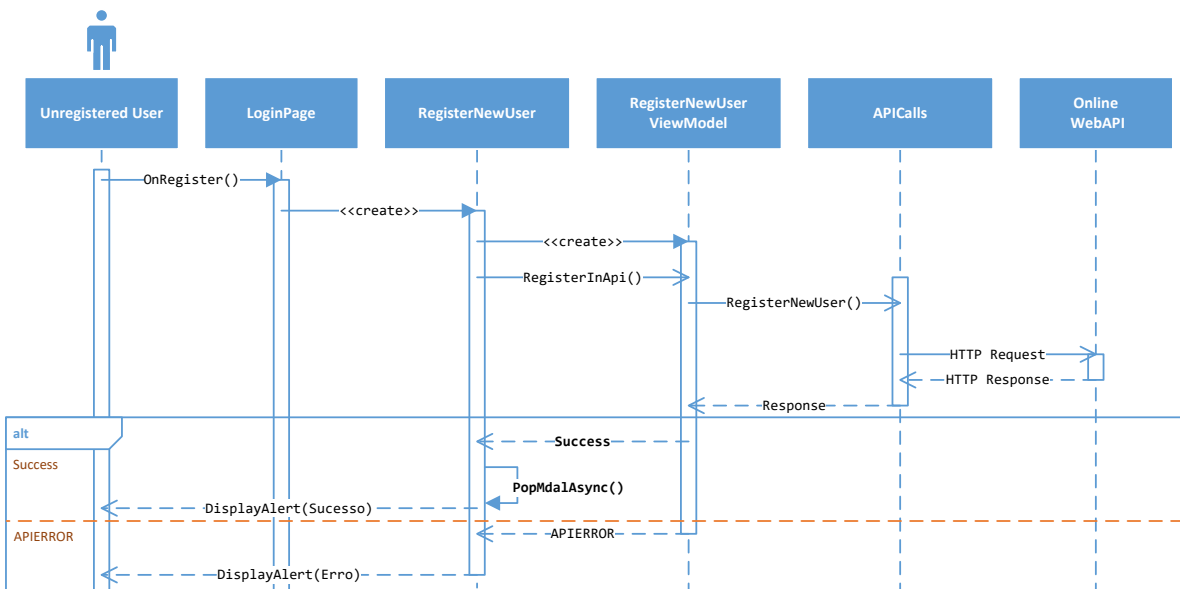 Unregistered User
LoginPage
RegisterNewUser
RegisterNewUser
ViewModel
APICalls
Online
WebAPI
OnRegister()
<<create>>
<<create>>
RegisterInApi()
RegisterNewUser()
HTTP Request
HTTP Response
Response
alt
Success
Success
PopMdalAsync()
DisplayAlert(Sucesso)
APIERROR
APIERROR
DisplayAlert(Erro)